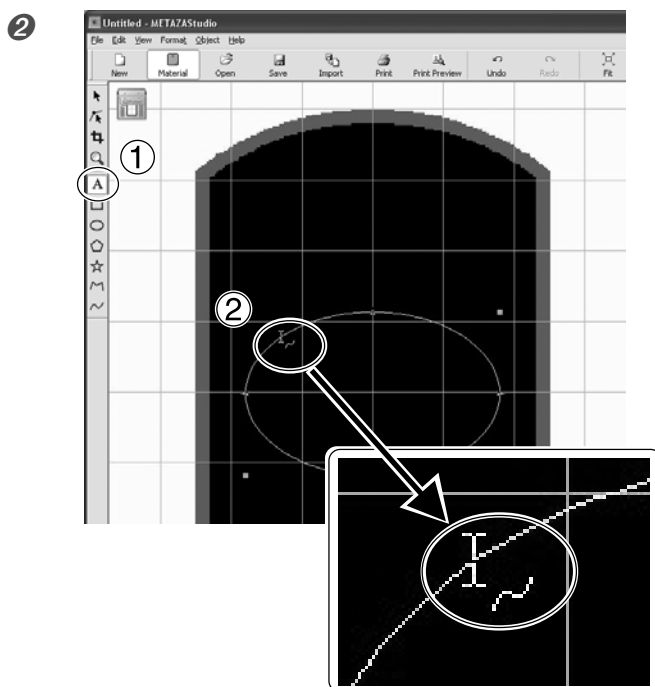 ❷
Untitled - METAZAStudio
File Edit View Format Object Help
New Material Open Save Import Print Print Preview Undo Redo Fit
①
A
②